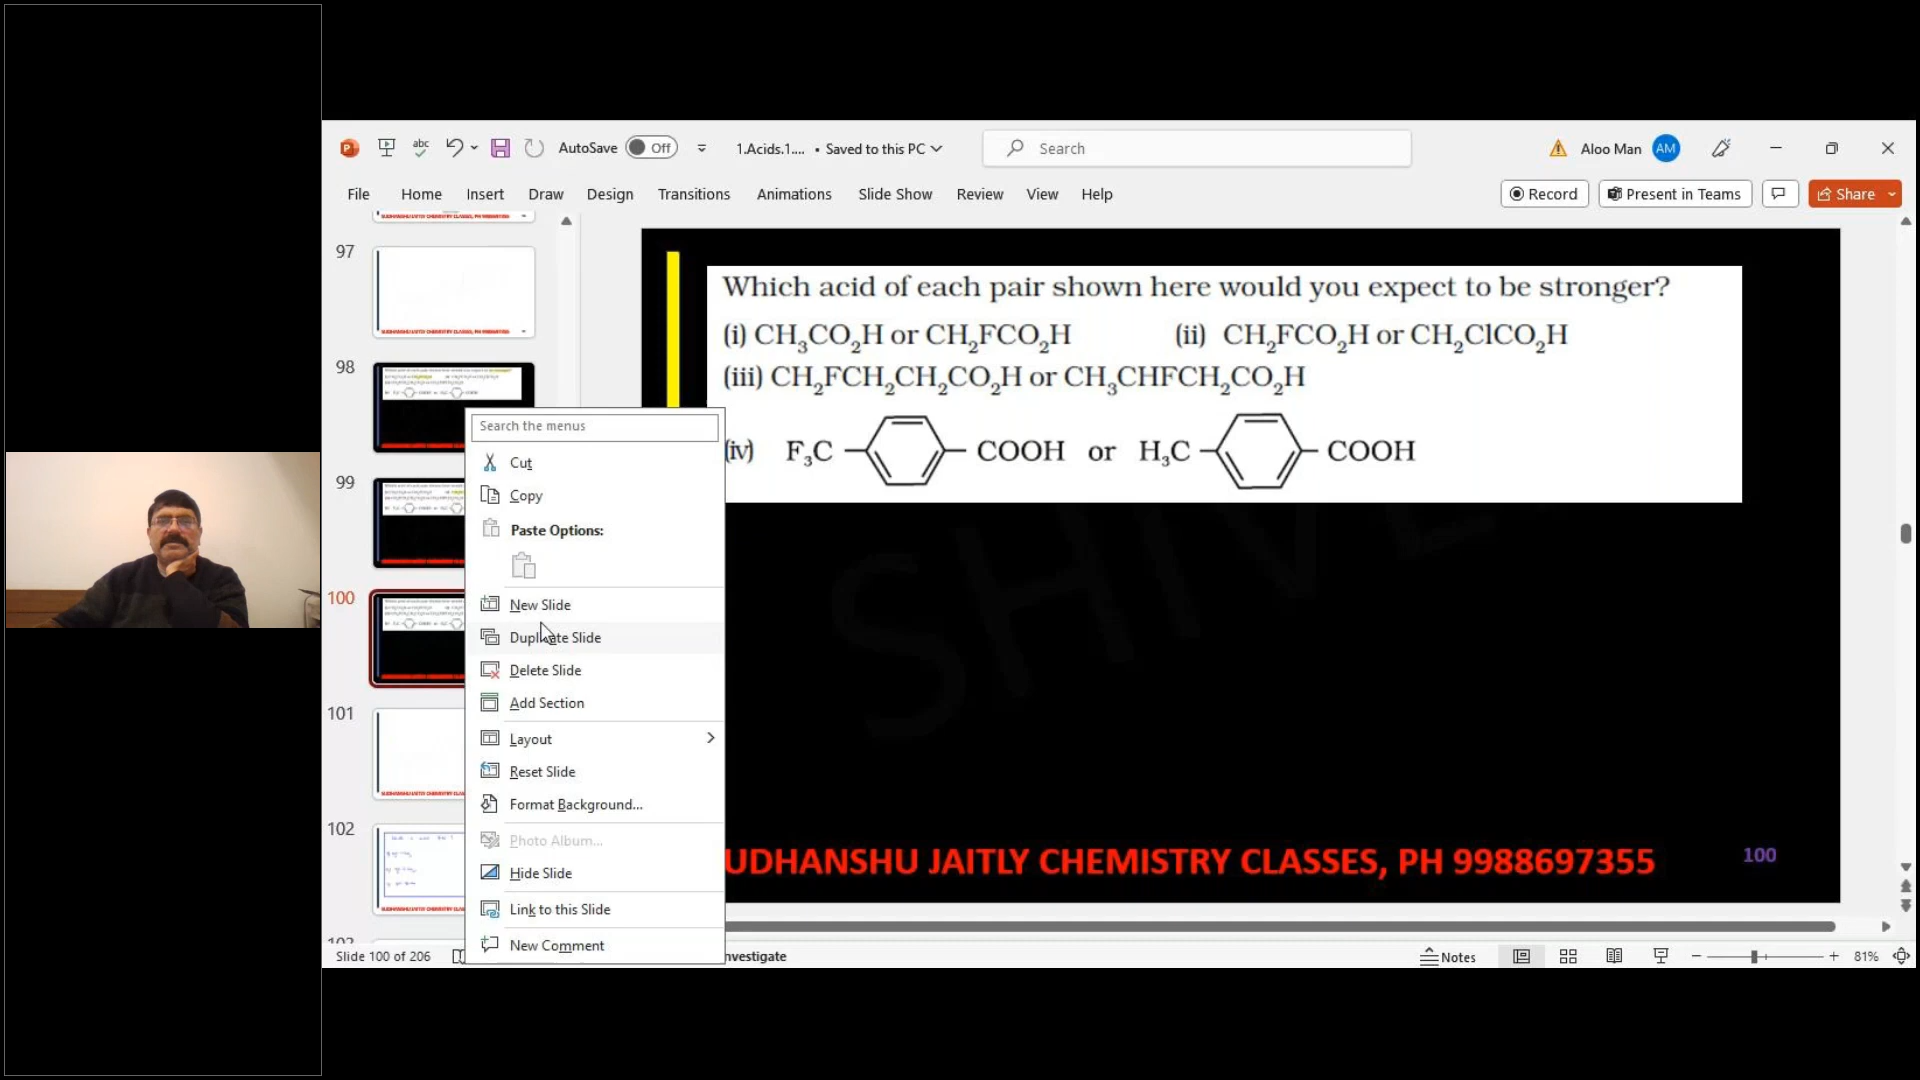 AutoSave Off 1.Acids.1.... • Saved to this PC Search Aloo Man AM
File Home Insert Draw Design Transitions Animations Slide Show Review View Help Record Present in Teams Share
97
98
99
100
101
102
Search the menus
Cut
Copy
Paste Options:
New Slide
Duplicate Slide
Delete Slide
Add Section
Layout
Reset Slide
Format Background...
Photo Album...
Hide Slide
Link to this Slide
New Comment
Which acid of each pair shown here would you expect to be stronger?
(i) CH₃CO₂H or CH₂FCO₂H (ii) CH₂FCO₂H or CH₂ClCO₂H
(iii) CH₂FCH₂CH₂CO₂H or CH₃CHFCH₂CO₂H
(iv) F₃C COOH or H₃C COOH
SHIV
UDHANSHU JAITLY CHEMISTRY CLASSES, PH 9988697355 100
Slide 100 of 206 nvestigate Notes 81%